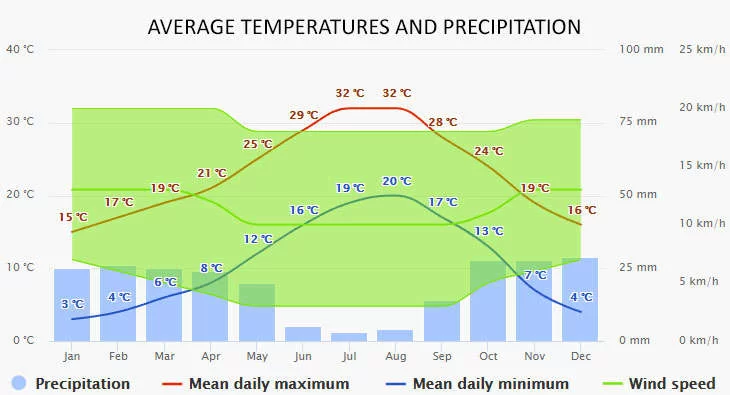 AVERAGE TEMPERATURES AND PRECIPITATION
40 °C 100 mm 25 km/h
32 °C 32 °C 20 km/h
29 °C
30 °C 28 °C 75 mm
25 °C 24 °C
21 °C 15 km/h
19 °C 20 °C 19 °C
17 °C 19 °C
20 °C 50 mm
15 °C 16 °C 17 °C 16 °C
13 °C 10 km/h
12 °C
10 °C 8 °C 7 °C 25 mm
6 °C 5 km/h
3 °C 4 °C 4 °C
0 °C 0 mm 0 km/h
Jan Feb Mar Apr May Jun Jul Aug Sep Oct Nov Dec
Precipitation Mean daily maximum Mean daily minimum Wind speed